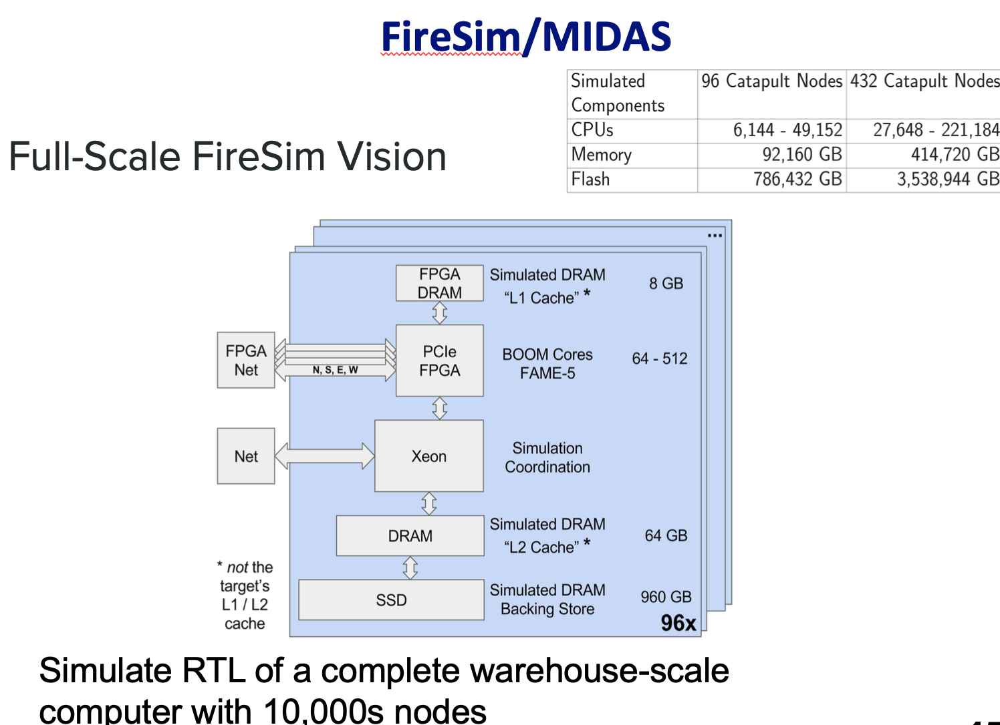 FireSim/MIDAS
Simulated Components 96 Catapult Nodes 432 Catapult Nodes
CPUs 6,144 - 49,152 27,648 - 221,184
Memory 92,160 GB 414,720 GB
Flash 786,432 GB 3,538,944 GB
Full-Scale FireSim Vision
...
FPGA
DRAM
Simulated DRAM
“L1 Cache” *
8 GB
FPGA
Net
N, S, E, W
PCIe
FPGA
BOOM Cores
FAME-5
64 - 512
Net
Xeon
Simulation
Coordination
DRAM
Simulated DRAM
“L2 Cache” *
64 GB
SSD
Simulated DRAM
Backing Store
960 GB
96x
* not the
target’s
L1 / L2
cache
Simulate RTL of a complete warehouse-scale
computer with 10,000s nodes